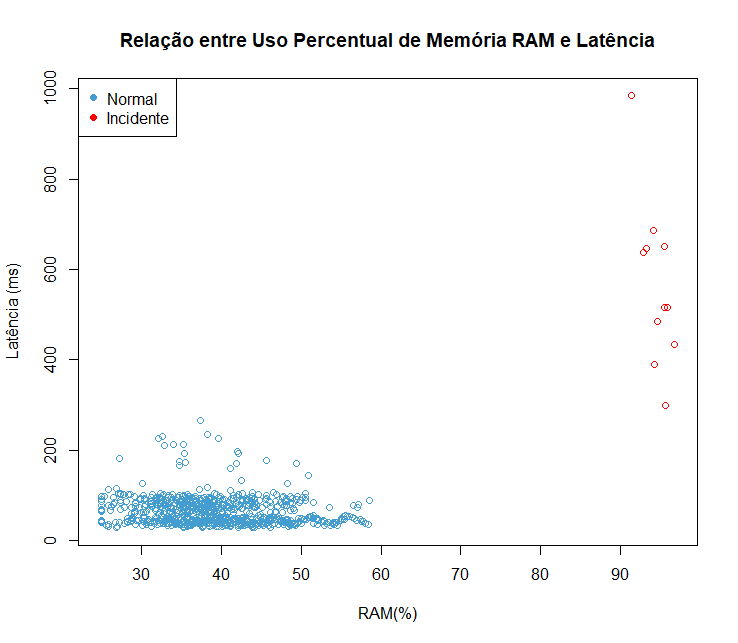 Relação entre Uso Percentual de Memória RAM e Latência
Normal
Incidente
Latência (ms)
1000
800
600
400
200
0
30 40 50 60 70 80 90
RAM(%)